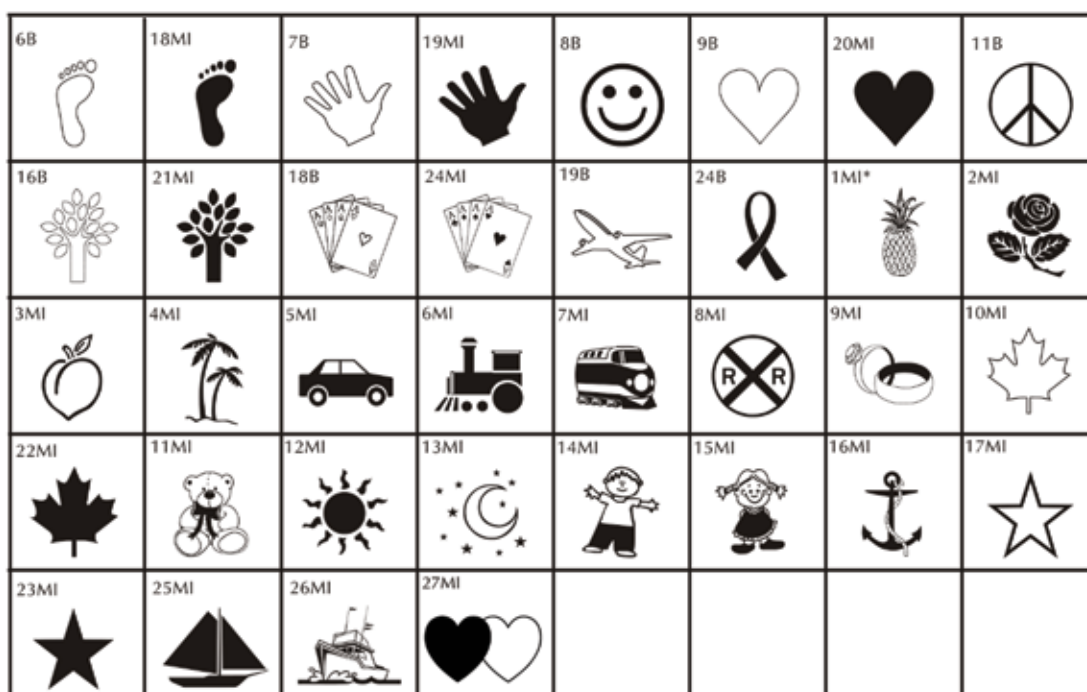 6B 18MI 7B 19MI 8B 9B 20MI 11B
16B 21MI 18B 24MI 19B 24B 1MI* 2MI
A A A A A A A A
3MI 4MI 5MI 6MI 7MI 8MI 9MI 10MI
R R
22MI 11MI 12MI 13MI 14MI 15MI 16MI 17MI
23MI 25MI 26MI 27MI